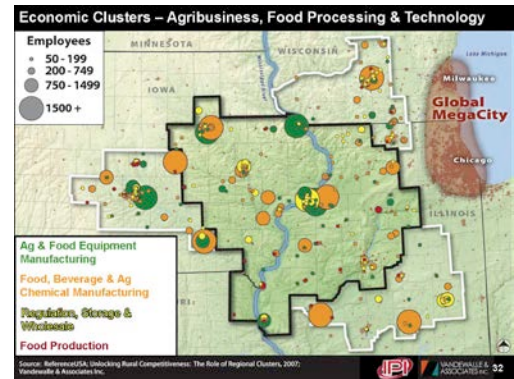 Economic Clusters – Agribusiness, Food Processing & Technology
Employees
50 - 199
200 - 749
750 - 1499
1500 +
MINNESOTA
WISCONSIN
Lake Michigan
Mississippi River
Milwaukee
IOWA
Global
MegaCity
Chicago
ILLINOIS
Ag & Food Equipment
Manufacturing
Food, Beverage & Ag
Chemical Manufacturing
Regulation, Storage &
Wholesale
Food Production
Source: ReferenceUSA; Unlocking Rural Competitiveness: The Role of Regional Clusters, 2007;
Vandewalle & Associates Inc.
VANDEWALLE &
ASSOCIATES INC.
32